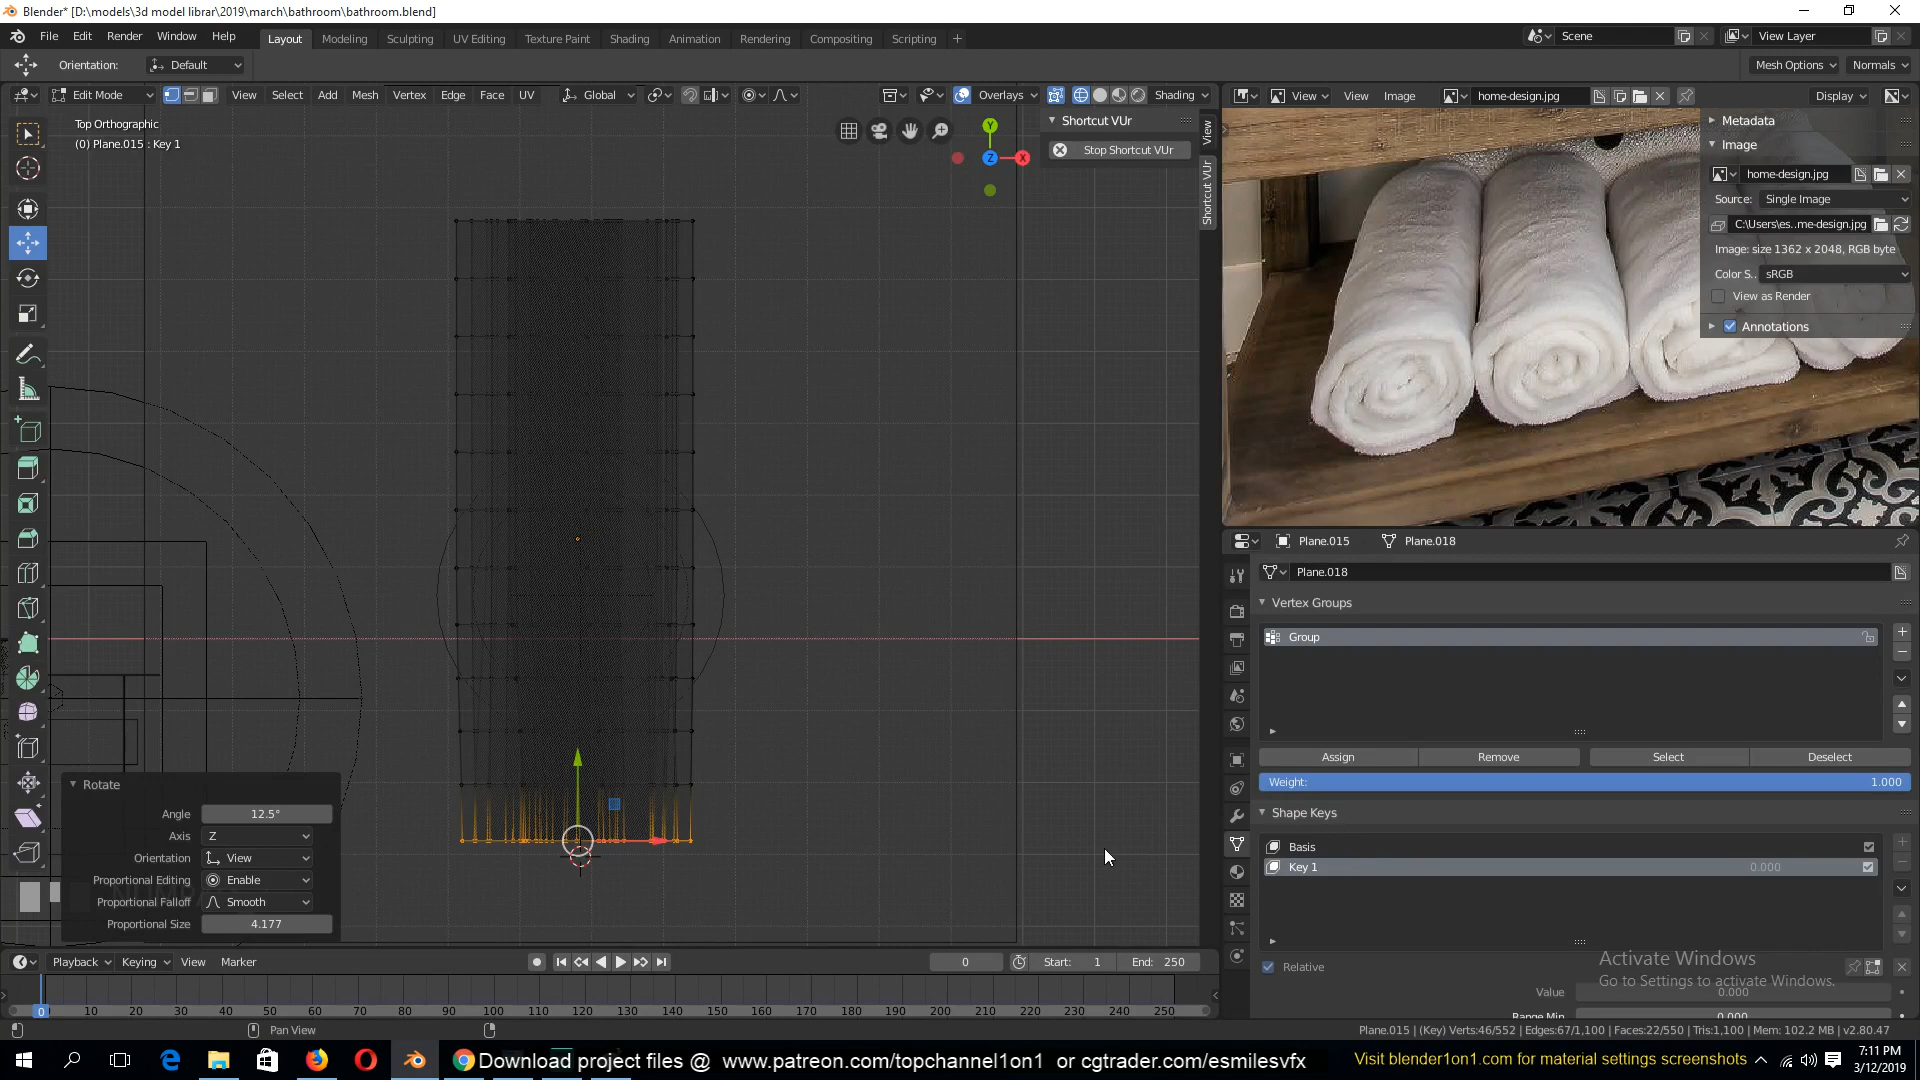 Blender* [D:\models\3d model librar\2019\march\bathroom\bathroom.blend]
File Edit Render Window Help
Layout Modeling Sculpting UV Editing Texture Paint Shading Animation Rendering Compositing Scripting +
Scene
View Layer
Orientation: Default
Mesh Options Normals
Edit Mode View Select Add Mesh Vertex Edge Face UV Global Overlays Shading
View View Image home-design.jpg Display
Top Orthographic
(0) Plane.015 : Key 1
Y
Z
X
Shortcut VUr
Stop Shortcut VUr
View
Shortcut VUr
Metadata
Image
home-design.jpg
Source: Single Image
C:\Users\es..me-design.jpg
Image: size 1362 x 2048, RGB byte
Color S.. sRGB
View as Render
Annotations
Plane.015 Plane.018
Plane.018
Vertex Groups
Group
Assign Remove Select Deselect
Weight: 1.000
Shape Keys
Basis
Key 1 0.000
Relative
Value 0.000
Range Min 0.000
Rotate
Angle 12.5°
Axis Z
Orientation View
Proportional Editing Enable
Proportional Falloff Smooth
Proportional Size 4.177
Activate Windows
Go to Settings to activate Windows.
Playback Keying View Marker
0 Start: 1 End: 250
0 10 20 30 40 50 60 70 80 90 100 110 120 130 140 150 160 170 180 190 200 210 220 230 240 250
Pan View
Plane.015 | (Key) Verts:46/552 | Edges:67/1,100 | Faces:22/550 | Tris:1,100 | Mem: 102.2 MB | v2.80.47
Download project files @ www.patreon.com/topchannel1on1 or cgtrader.com/esmilesvfx
Visit blender1on1.com for material settings screenshots
7:11 PM
3/12/2019